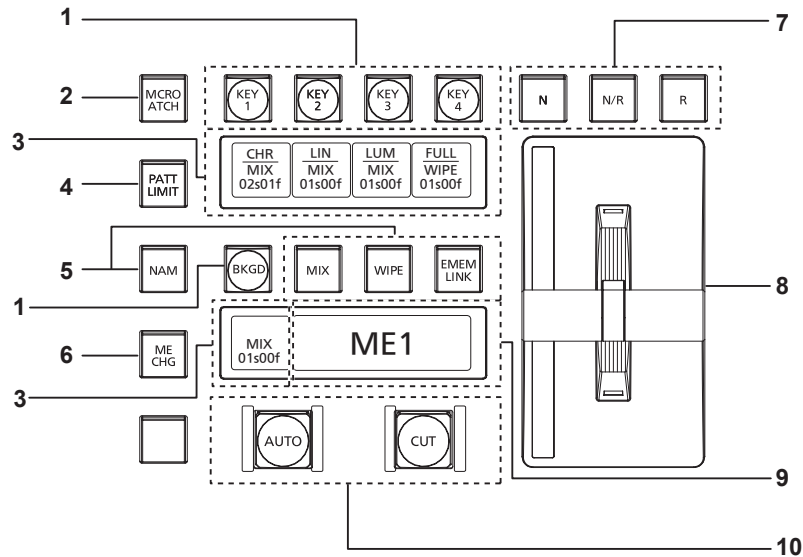 1
7
2
MCRO
ATCH
KEY
1
KEY
2
KEY
3
KEY
4
N
N/R
R
3
CHR
MIX
02s01f
LIN
MIX
01s00f
LUM
MIX
01s00f
FULL
WIPE
01s00f
4
PATT
LIMIT
5
NAM
BKGD
MIX
WIPE
EMEM
LINK
8
1
6
ME
CHG
MIX
01s00f
ME1
3
AUTO
CUT
9
10